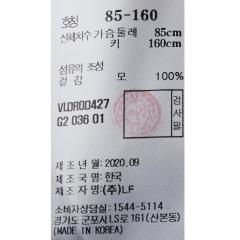 호칭 85-160
신체치수 가슴둘레 85cm
키 160cm
섬유의 조성
겉감 모 100%
VLDROD427
G2 036 01
검사필
제조년월: 2020.09
제조국명: 한국
제조자명: (주)LF
소비자상담실: 1544-5114
경기도 군포시 LS로 161(산본동)
(MADE IN KOREA)